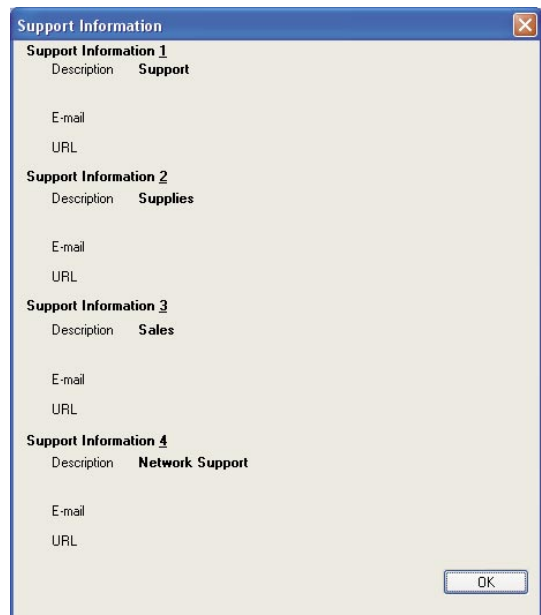 Support Information
Support Information 1
Description Support
E-mail
URL
Support Information 2
Description Supplies
E-mail
URL
Support Information 3
Description Sales
E-mail
URL
Support Information 4
Description Network Support
E-mail
URL
OK